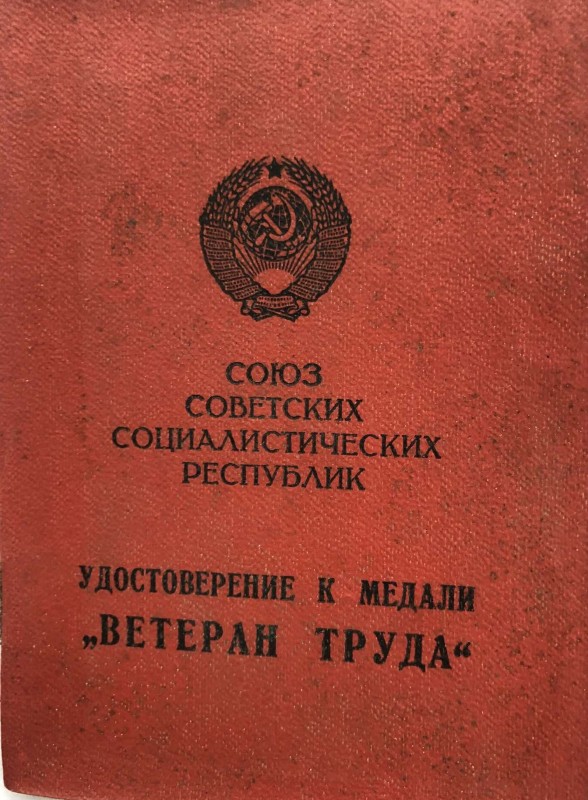 СОЮЗ
СОВЕТСКИХ
СОЦИАЛИСТИЧЕСКИХ
РЕСПУБЛИК
УДОСТОВЕРЕНИЕ К МЕДАЛИ
„ВЕТЕРАН ТРУДА“